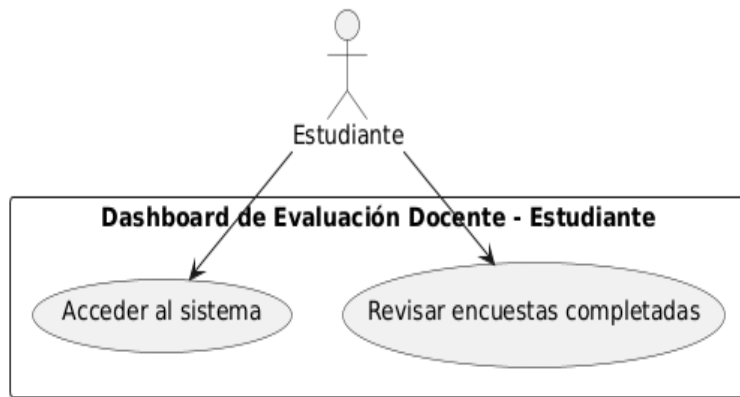 Estudiante
Dashboard de Evaluación Docente - Estudiante
Acceder al sistema
Revisar encuestas completadas